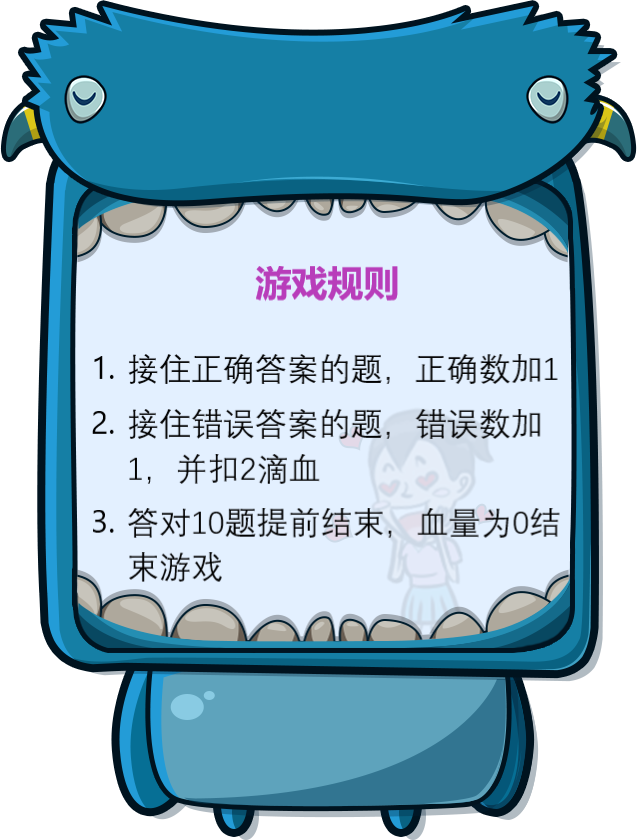 游戏规则
1. 接住正确答案的题，正确数加1
2. 接住错误答案的题，错误数加
1，并扣2滴血
3. 答对10题提前结束，血量为0结
束游戏